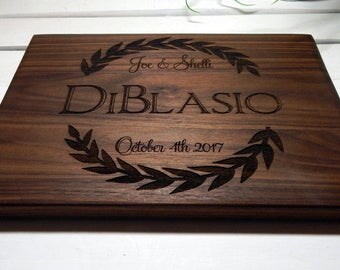 Joe & Shelli
DiBlasio
October 4th 2017